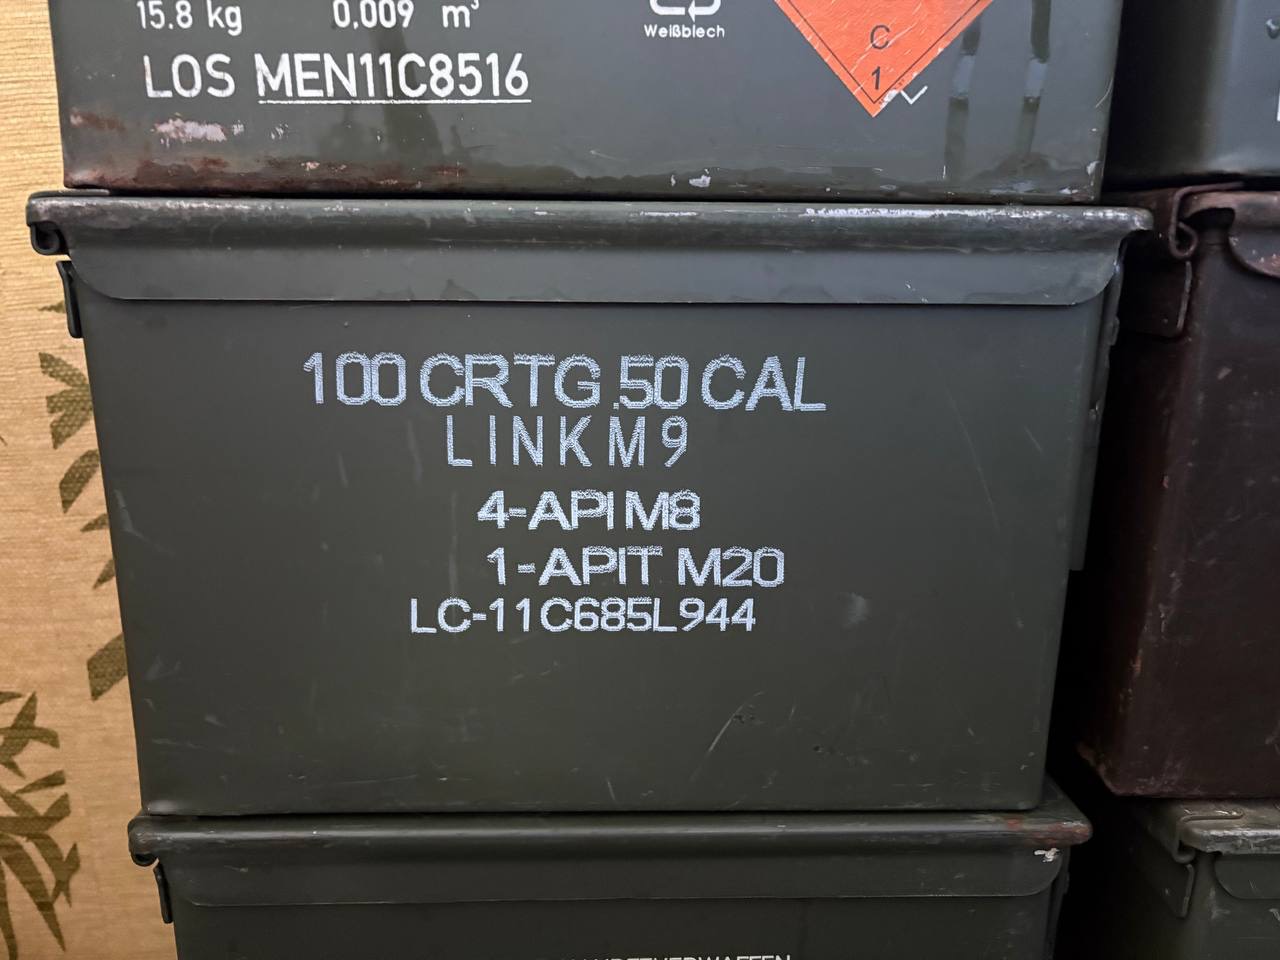 15.8 kg 0,009 m³
Weißblech
LOS MEN11C8516
C
1
100 CRTG .50 CAL
LINK M9
4-API M8
1-APIT M20
LC-11C685L944